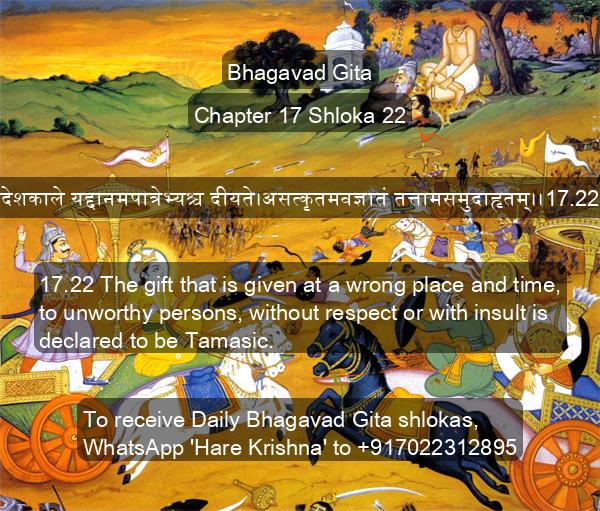 Bhagavad Gita
Chapter 17 Shloka 22
देशकाले यद्दानमपात्रेभ्यश्च दीयते।असत्कृतमवज्ञातं तत्तामसमुदाहृतम्।।17.22
17.22 The gift that is given at a wrong place and time,
to unworthy persons, without respect or with insult is
declared to be Tamasic.
To receive Daily Bhagavad Gita shlokas,
WhatsApp 'Hare Krishna' to +917022312895